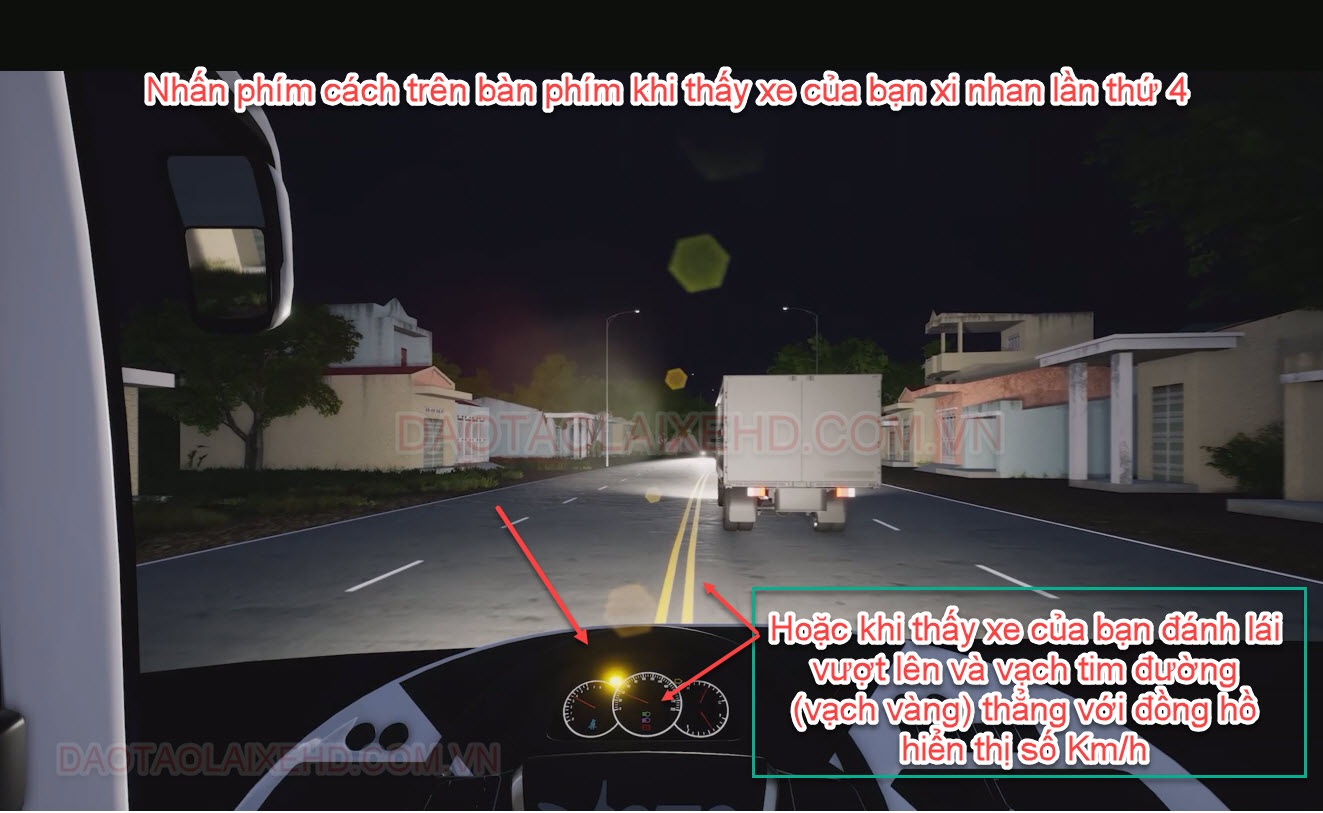 Nhấn phím cách trên bàn phím khi thấy xe của bạn xi nhan lần thứ 4
DAOTAOLAIXEHD.COM.VN
Hoặc khi thấy xe của bạn đánh lái
vượt lên và vạch tim đường
(vạch vàng) thẳng với đồng hồ
hiển thị số Km/h
DAOTAOLAIXEHD.COM.VN